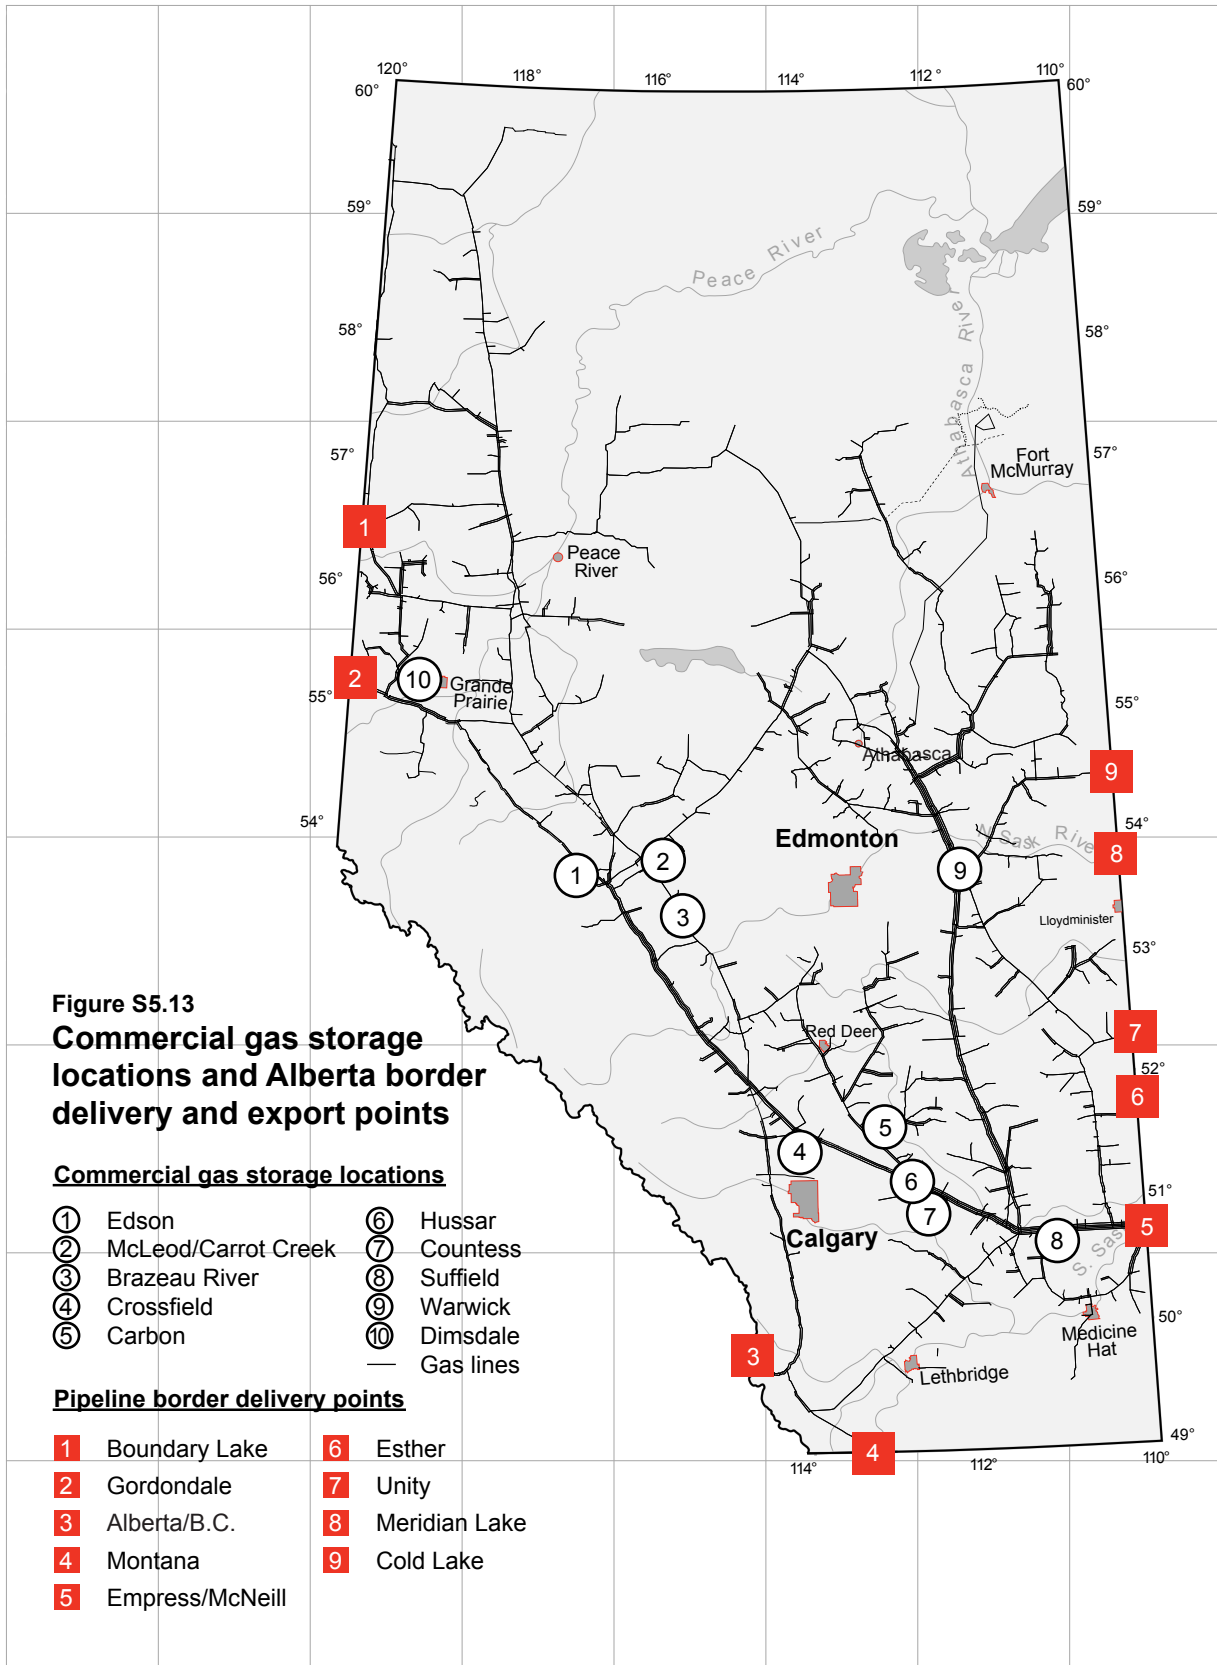 120°
118°
116°
114°
112°
110°
60°
60°
59°
59°
Peace River
58°
58°
Athabasca River
57°
57°
Fort
McMurray
1
Peace
River
56°
56°
2
10
Grande
Prairie
55°
55°
Athabasca
9
54°
54°
N Sask River
Edmonton
8
2
1
9
3
Lloydminister
53°
Figure S5.13
Commercial gas storage
locations and Alberta border
delivery and export points
Red Deer
7
52°
6
5
4
6
51°
7
5
Calgary
8
S. Sas
50°
Medicine
Hat
3
Lethbridge
49°
4
114°
112°
110°
Commercial gas storage locations
1 Edson
2 McLeod/Carrot Creek
3 Brazeau River
4 Crossfield
5 Carbon
6 Hussar
7 Countess
8 Suffield
9 Warwick
10 Dimsdale
Gas lines
Pipeline border delivery points
1 Boundary Lake
2 Gordondale
3 Alberta/B.C.
4 Montana
5 Empress/McNeill
6 Esther
7 Unity
8 Meridian Lake
9 Cold Lake